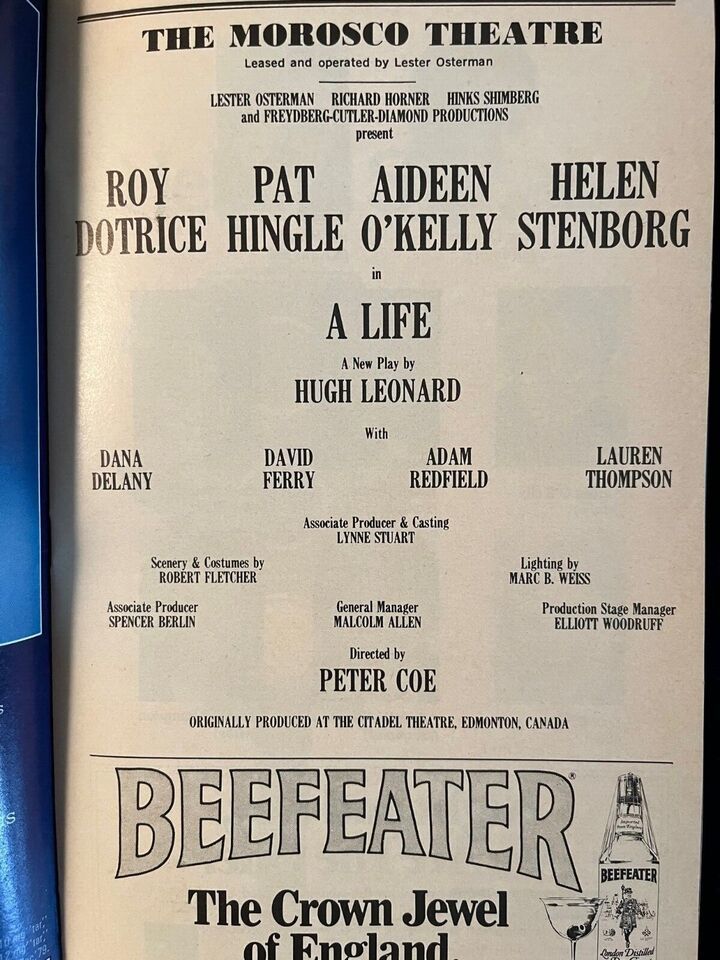 THE MOROSCO THEATRE
Leased and operated by Lester Osterman
LESTER OSTERMAN RICHARD HORNER HINKS SHIMBERG
and FREYDBERG-CUTLER-DIAMOND PRODUCTIONS
present
ROY PAT AIDEEN HELEN
DOTRICE HINGLE O'KELLY STENBORG
in
A LIFE
A New Play by
HUGH LEONARD
With
DANA DAVID ADAM LAUREN
DELANY FERRY REDFIELD THOMPSON
Associate Producer & Casting
LYNNE STUART
Scenery & Costumes by Lighting by
ROBERT FLETCHER MARC B. WEISS
Associate Producer General Manager Production Stage Manager
SPENCER BERLIN MALCOLM ALLEN ELLIOTT WOODRUFF
Directed by
PETER COE
ORIGINALLY PRODUCED AT THE CITADEL THEATRE, EDMONTON, CANADA
BEEFEATER®
The Crown Jewel
of England.
BEEFEATER
London Distilled